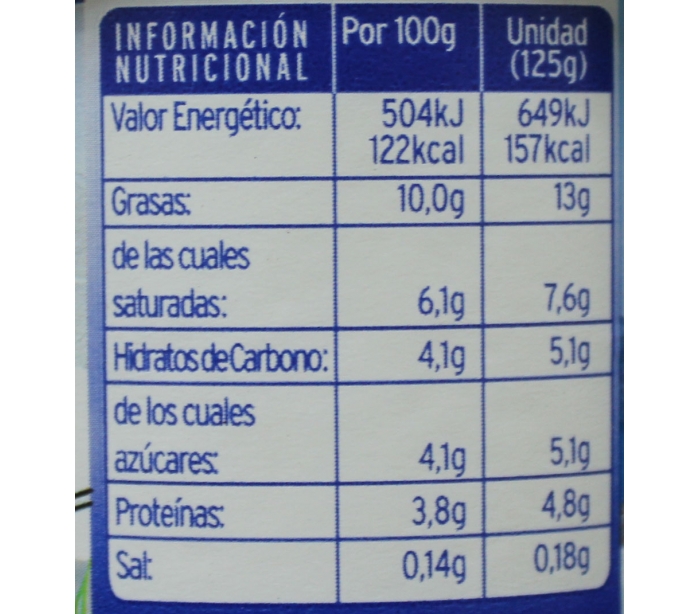 INFORMACIÓN NUTRICIONAL Por 100g Unidad (125g)
Valor Energético: 504kJ 649kJ
122kcal 157kcal
Grasas: 10,0g 13g
de las cuales
saturadas: 6,1g 7,6g
Hidratos de Carbono: 4,1g 5,1g
de los cuales
azúcares: 4,1g 5,1g
Proteínas: 3,8g 4,8g
Sal: 0,14g 0,18g